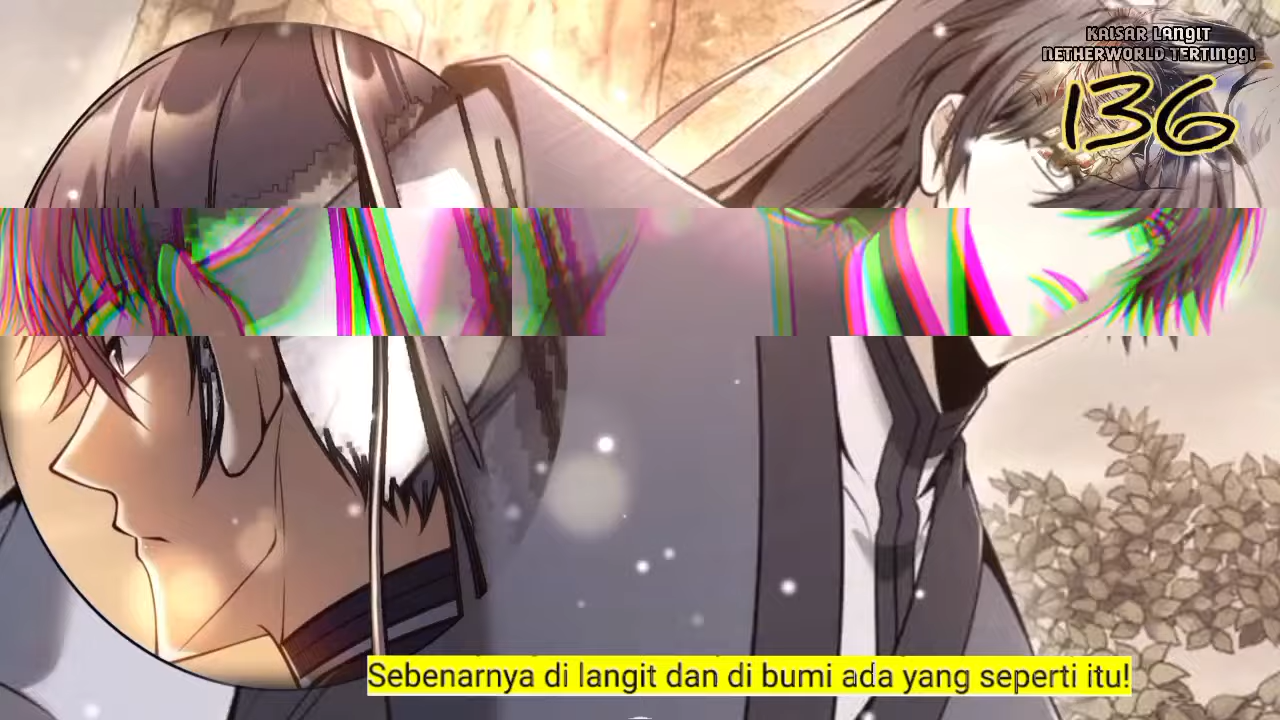 KAISAR LANGIT
NETHERWORLD TERTINGGI
136
Sebenarnya di langit dan di bumi ada yang seperti itu!